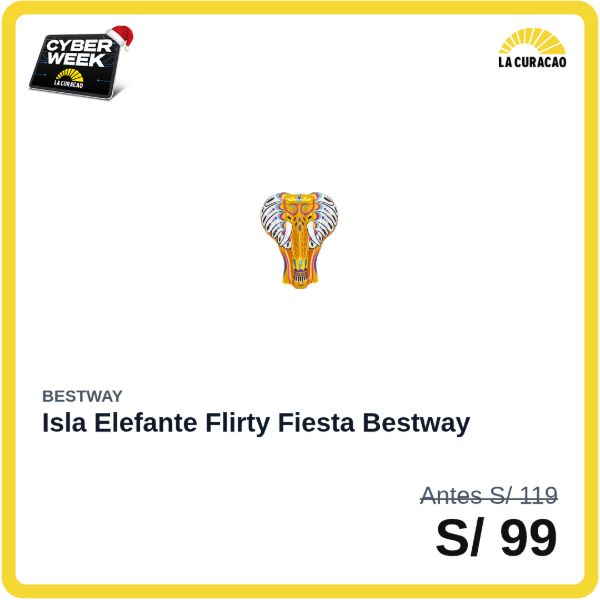 CYBER
WEEK
LA CURACAO
LA CURACAO
BESTWAY
Isla Elefante Flirty Fiesta Bestway
Antes S/ 119
S/ 99